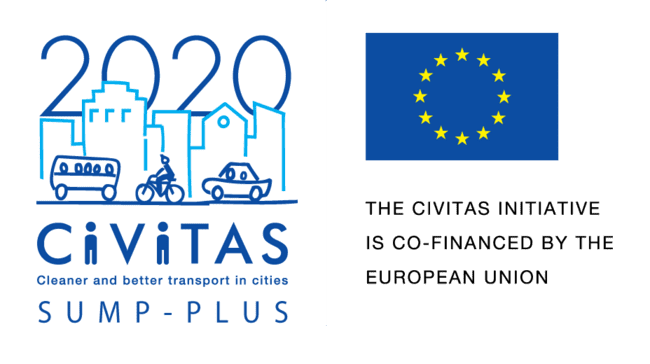 2020
CiViTAS
Cleaner and better transport in cities
SUMP-PLUS
THE CIVITAS INITIATIVE
IS CO-FINANCED BY THE
EUROPEAN UNION